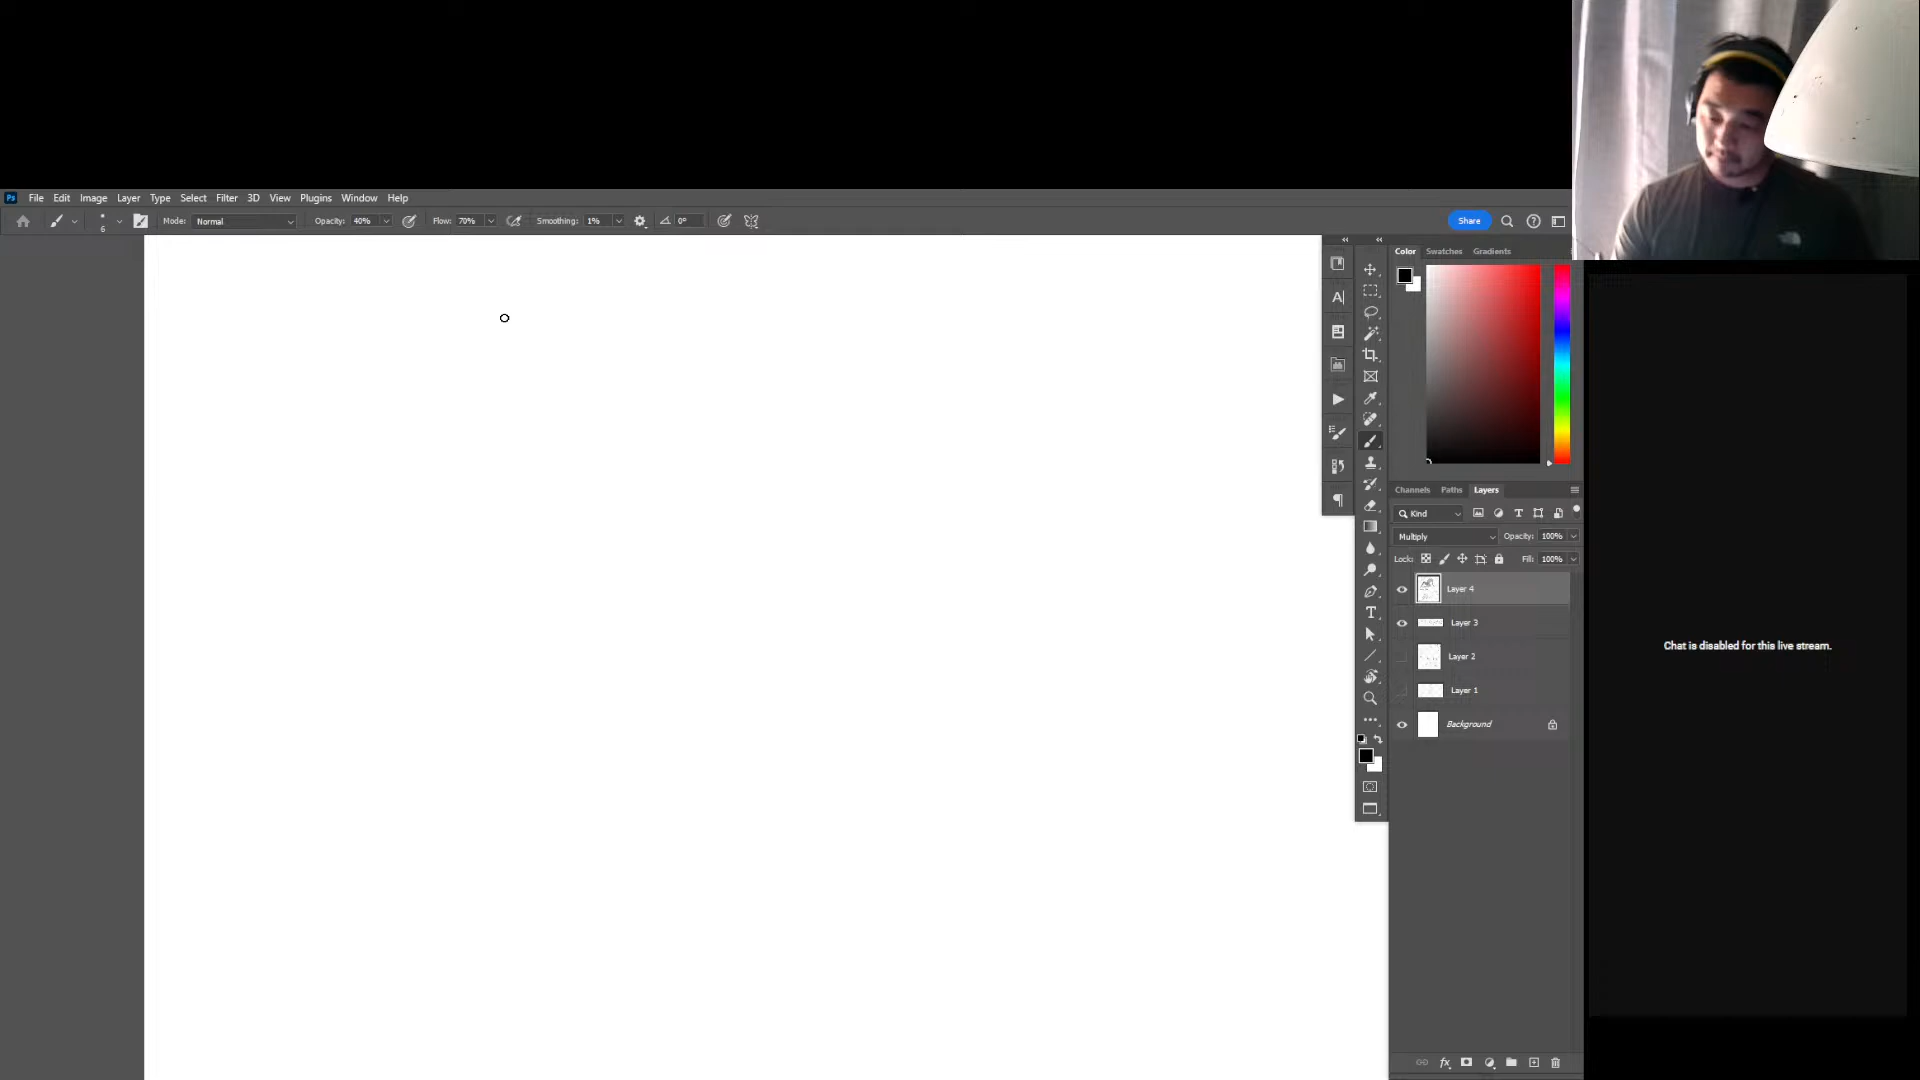 Ps File Edit Image Layer Type Select Filter 3D View Plugins Window Help
6 Mode: Normal Opacity: 40% Flow: 70% Smoothing: 1% 0° Share
Color Swatches Gradients
Channels Paths Layers
Kind
Multiply Opacity: 100%
Lock: Fill: 100%
Layer 4
Layer 3
Layer 2
Layer 1
Background
Chat is disabled for this live stream.